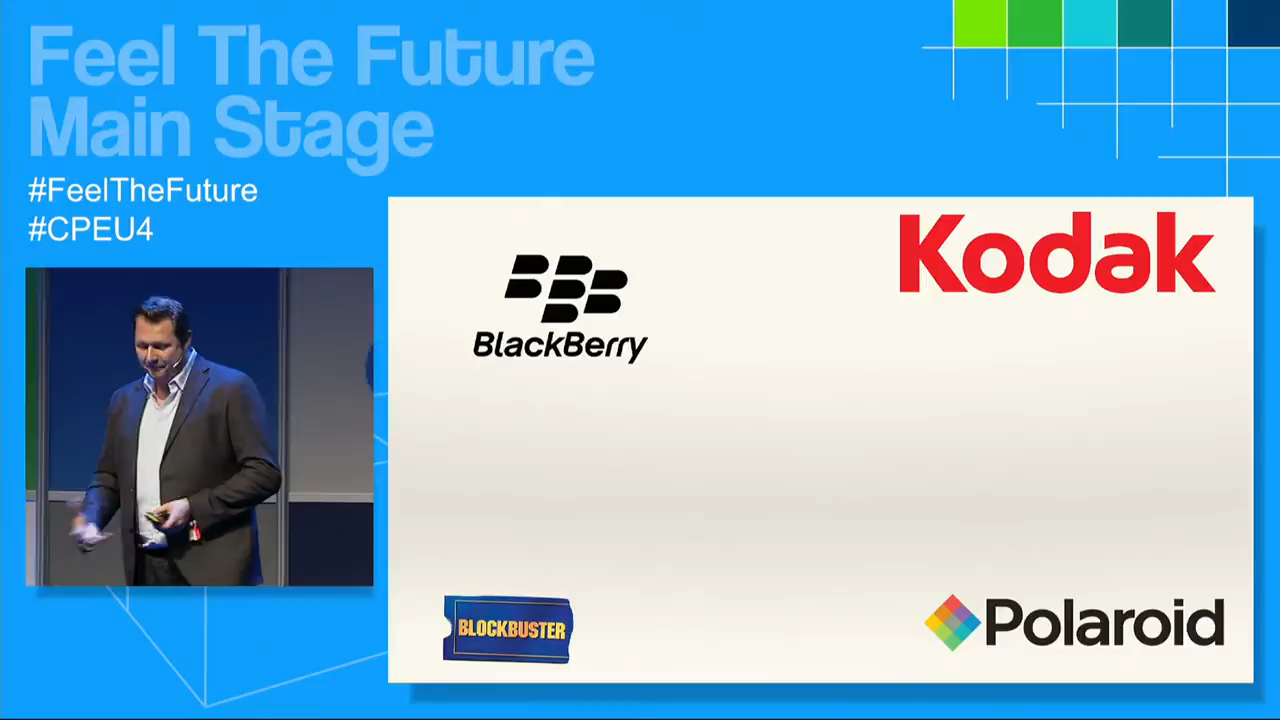 Feel The Future
Main Stage
#FeelTheFuture
#CPEU4
Kodak
BlackBerry
BLOCKBUSTER
Polaroid